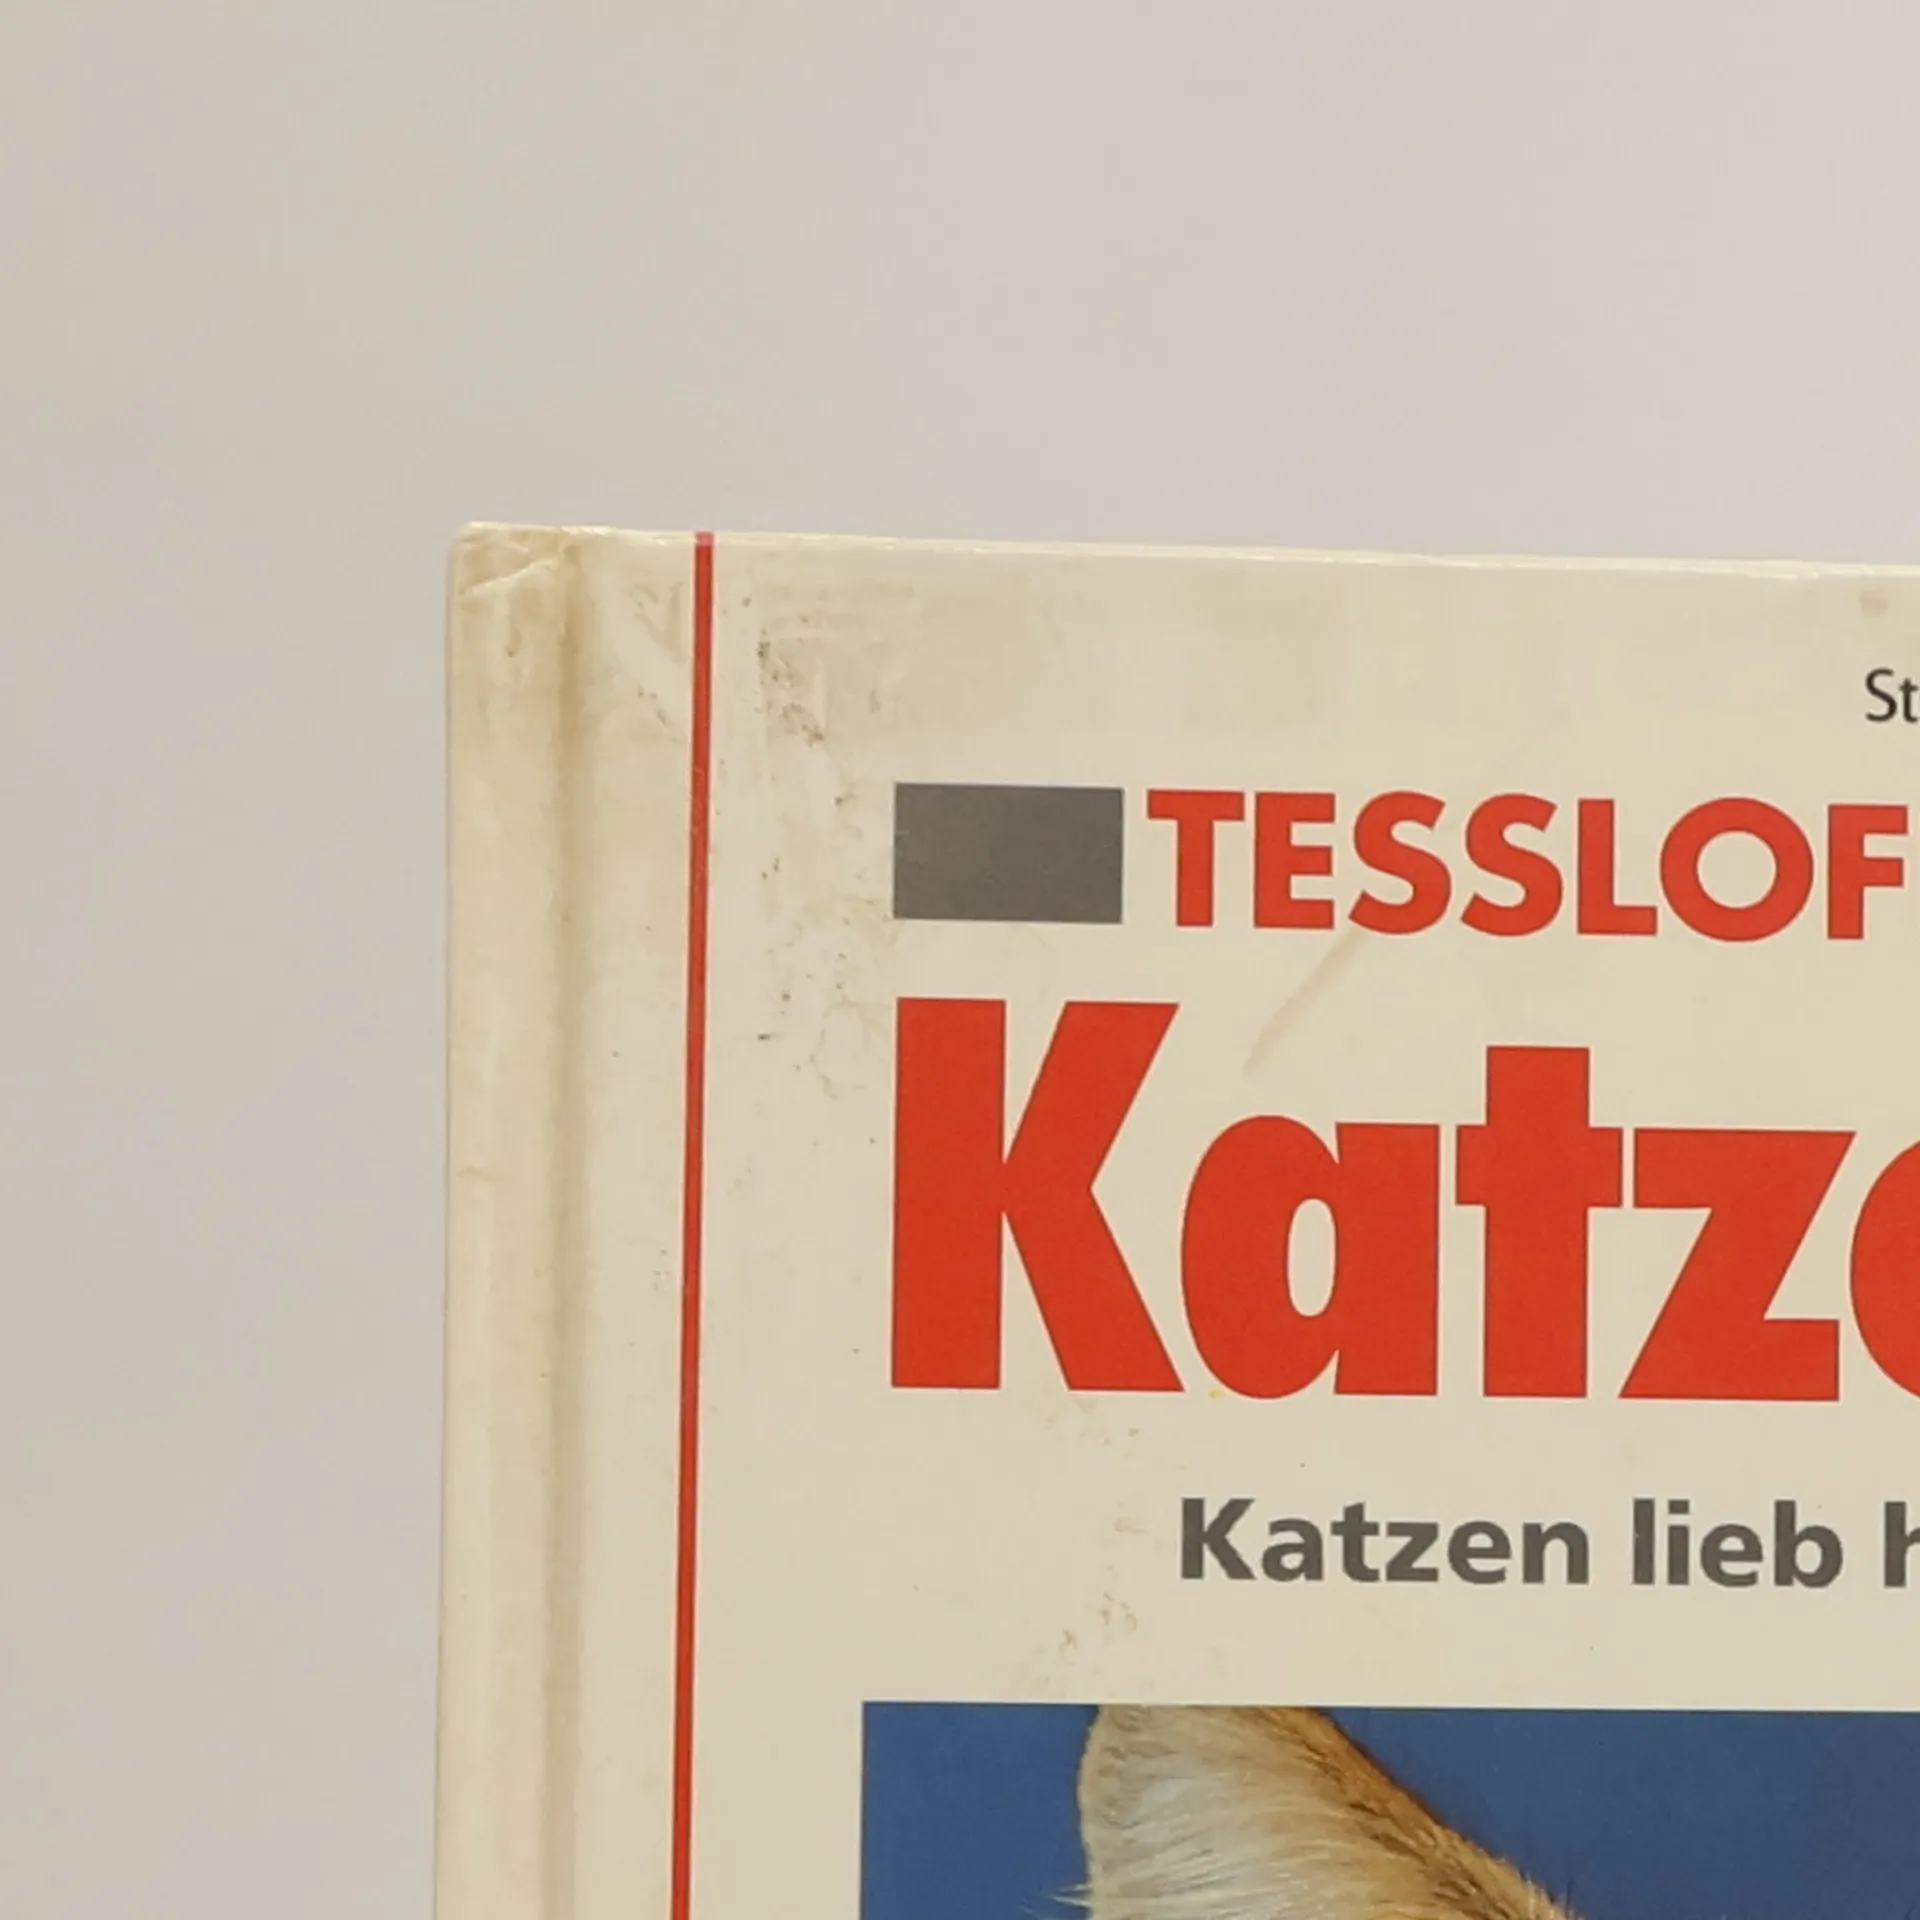 St
TESSLOF
Katze
Katzen lieb h